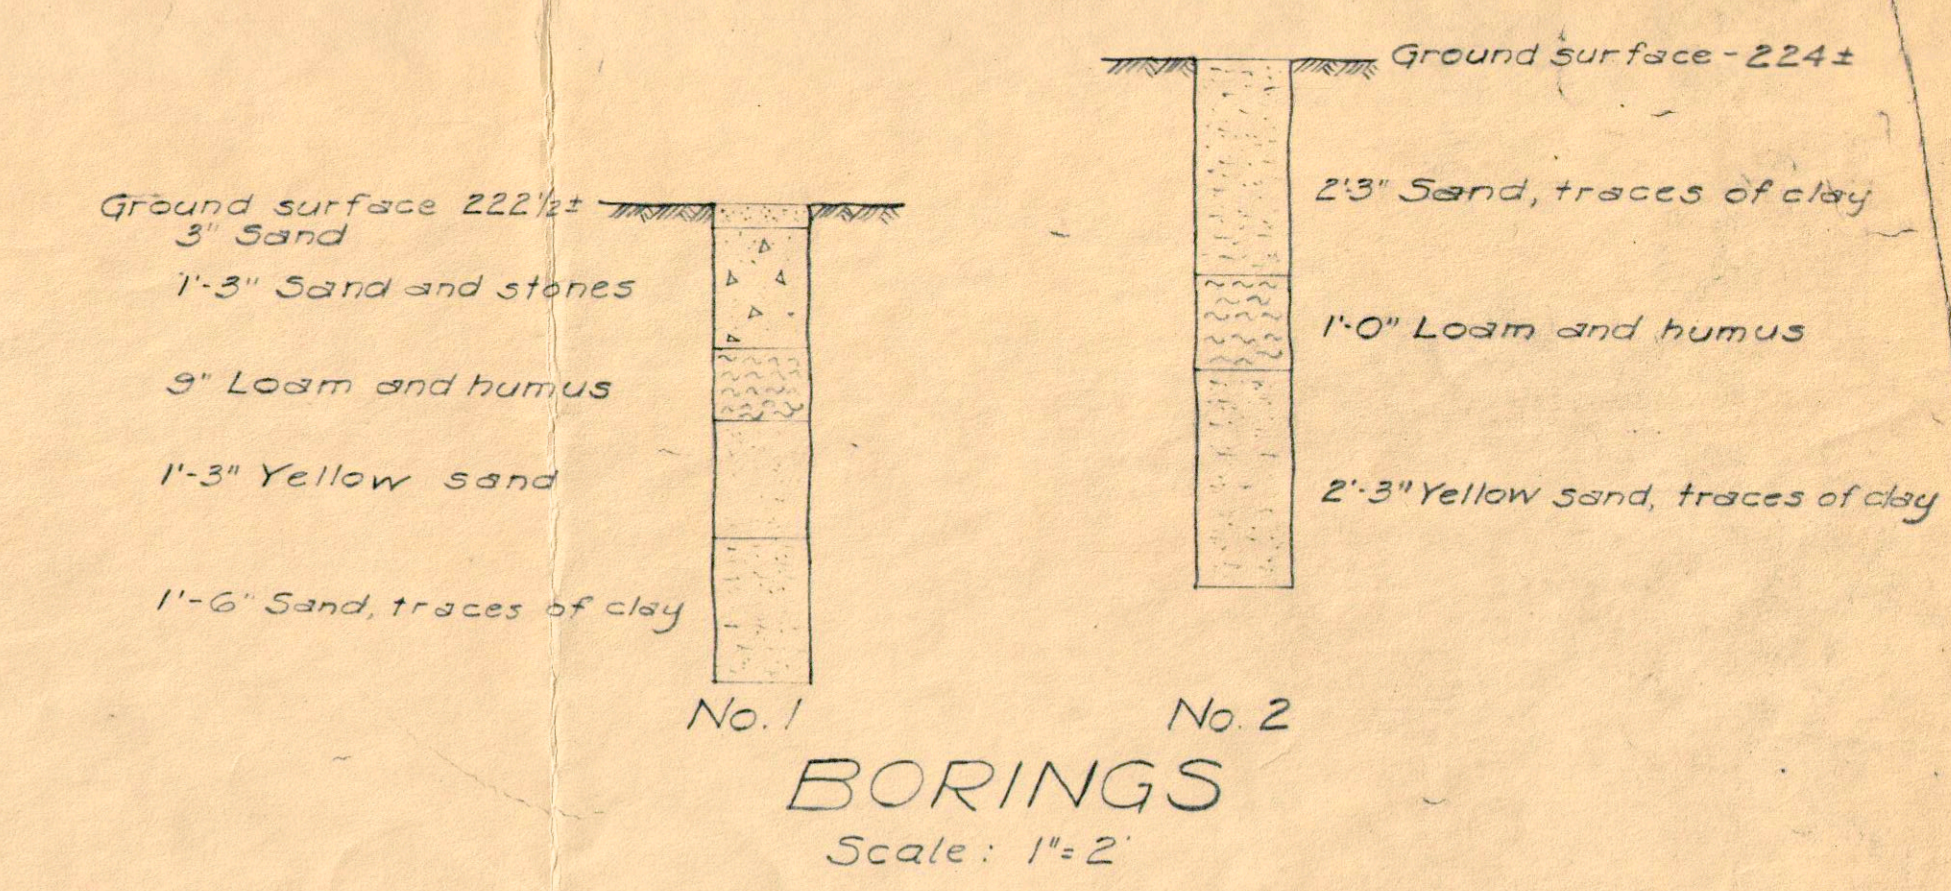 Ground surface 222½±
3" Sand
1'-3" Sand and stones
9" Loam and humus
1'-3" Yellow sand
1'-6" Sand, traces of clay
No. 1
Ground surface - 224±
2'-3" Sand, traces of clay
1'-0" Loam and humus
2'-3" Yellow sand, traces of clay
No. 2
BORINGS
Scale: 1"=2'